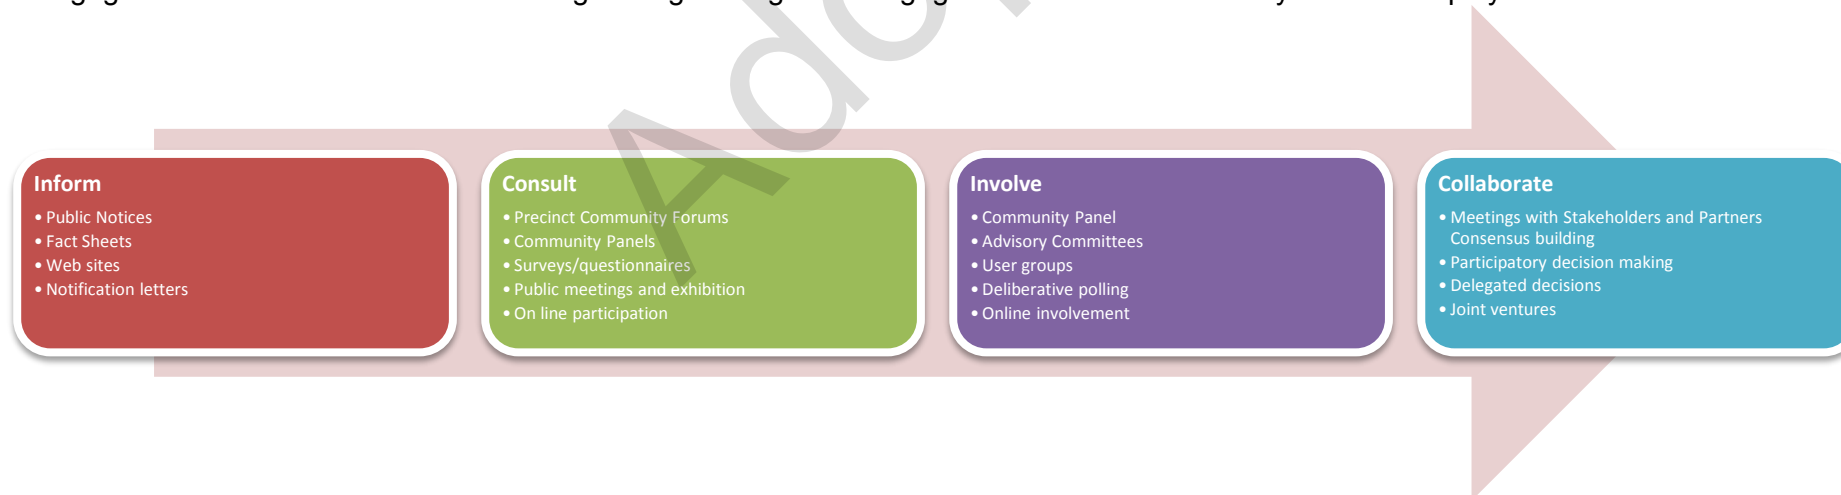 Inform
• Public Notices
• Fact Sheets
• Web sites
• Notification letters
Consult
• Precinct Community Forums
• Community Panels
• Surveys/questionnaires
• Public meetings and exhibition
• On line participation
Involve
• Community Panel
• Advisory Committees
• User groups
• Deliberative polling
• Online involvement
Collaborate
• Meetings with Stakeholders and Partners
Consensus building
• Participatory decision making
• Delegated decisions
• Joint ventures